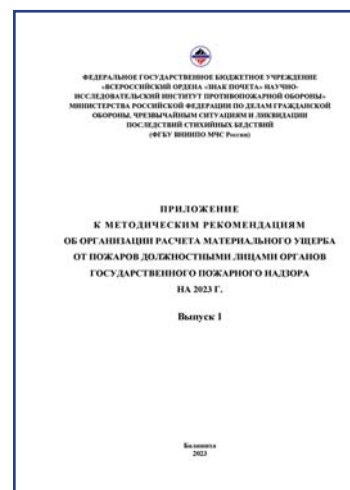 ФЕДЕРАЛЬНОЕ ГОСУДАРСТВЕННОЕ БЮДЖЕТНОЕ УЧРЕЖДЕНИЕ
«ВСЕРОССИЙСКИЙ ОРДЕНА «ЗНАК ПОЧЕТА» НАУЧНО-
ИССЛЕДОВАТЕЛЬСКИЙ ИНСТИТУТ ПРОТИВОПОЖАРНОЙ ОБОРОНЫ»
МИНИСТЕРСТВА РОССИЙСКОЙ ФЕДЕРАЦИИ ПО ДЕЛАМ ГРАЖДАНСКОЙ
ОБОРОНЫ, ЧРЕЗВЫЧАЙНЫМ СИТУАЦИЯМ И ЛИКВИДАЦИИ
ПОСЛЕДСТВИЙ СТИХИЙНЫХ БЕДСТВИЙ
(ФГБУ ВНИИПО МЧС России)
ПРИЛОЖЕНИЕ
К МЕТОДИЧЕСКИМ РЕКОМЕНДАЦИЯМ
ОБ ОРГАНИЗАЦИИ РАСЧЕТА МАТЕРИАЛЬНОГО УЩЕРБА
ОТ ПОЖАРОВ ДОЛЖНОСТНЫМИ ЛИЦАМИ ОРГАНОВ
ГОСУДАРСТВЕННОГО ПОЖАРНОГО НАДЗОРА
НА 2023 Г.
Выпуск 1
Балашиха
2023